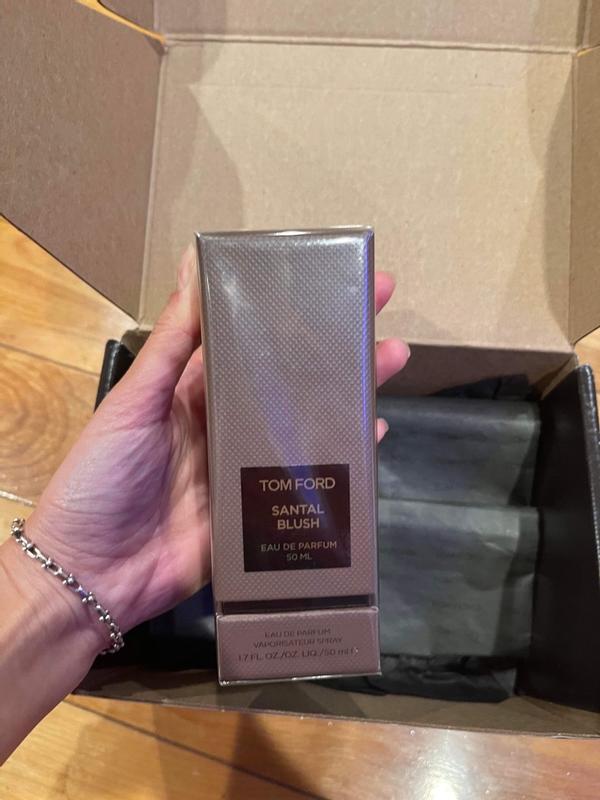 TOM FORD
SANTAL
BLUSH
EAU DE PARFUM
50 ML
EAU DE PARFUM
VAPORISATEUR SPRAY
1.7 FL. OZ./OZ. LIQ./50 ml e